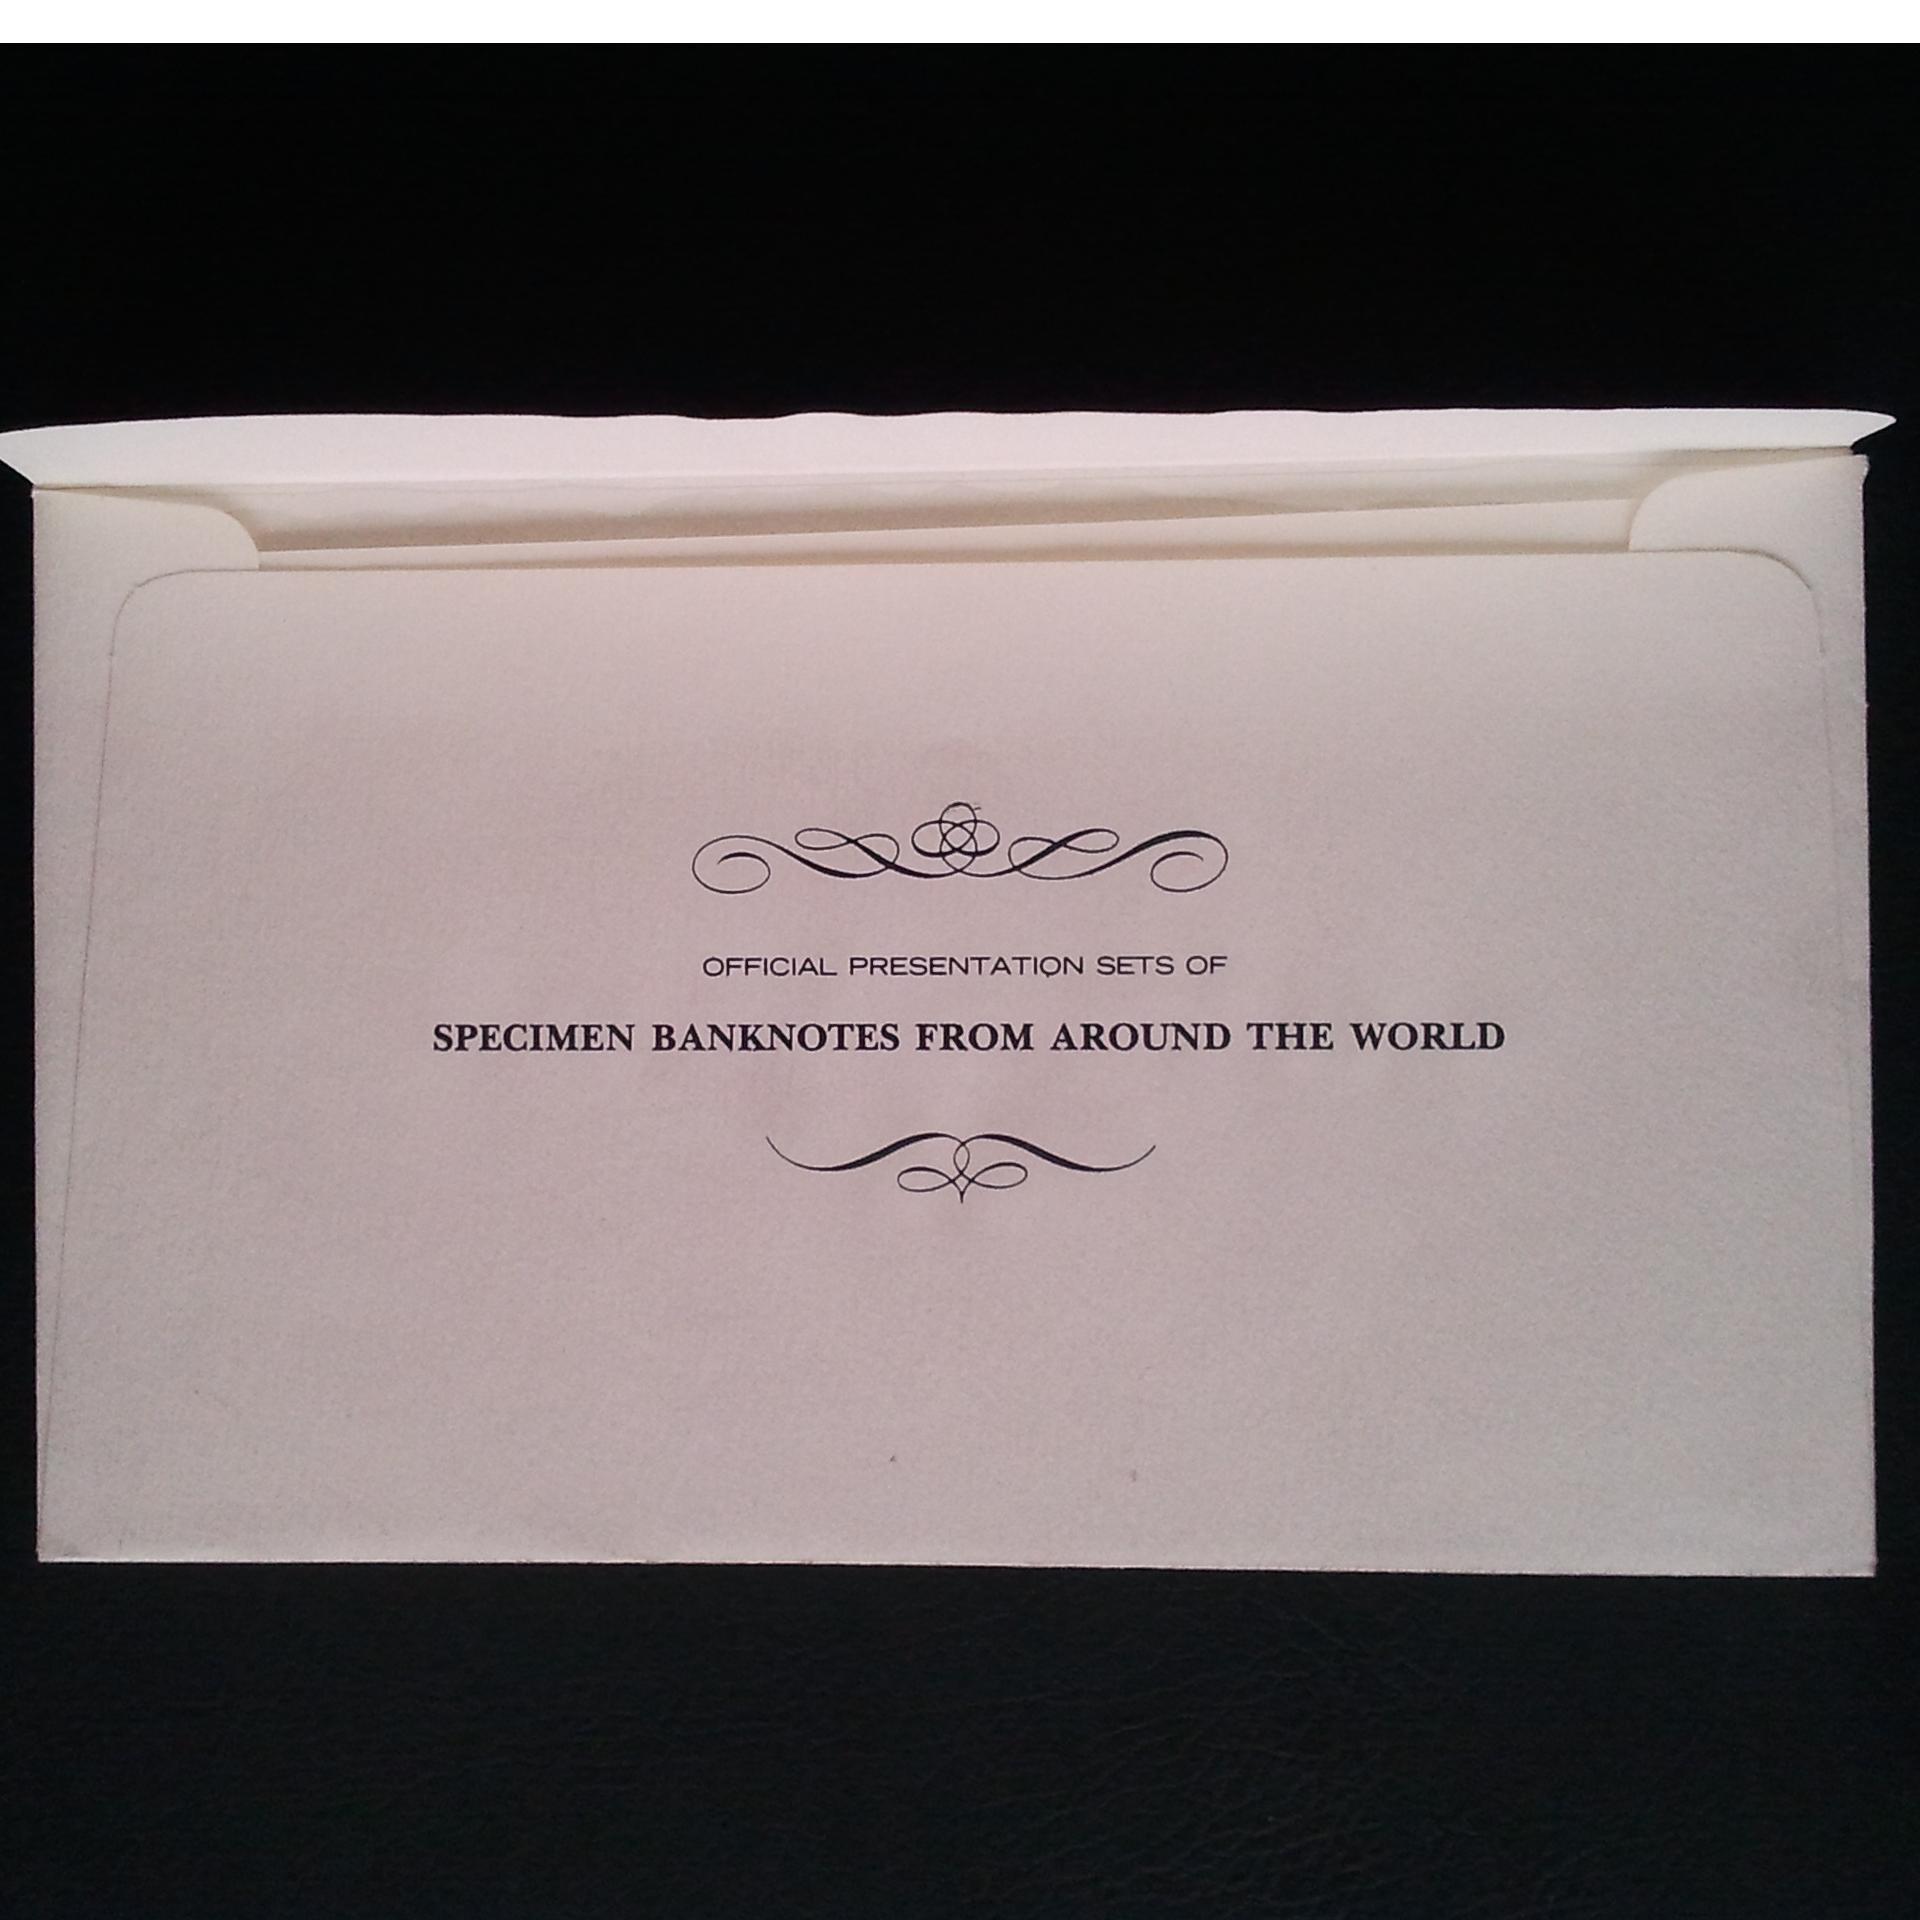 OFFICIAL PRESENTATION SETS OF
SPECIMEN BANKNOTES FROM AROUND THE WORLD